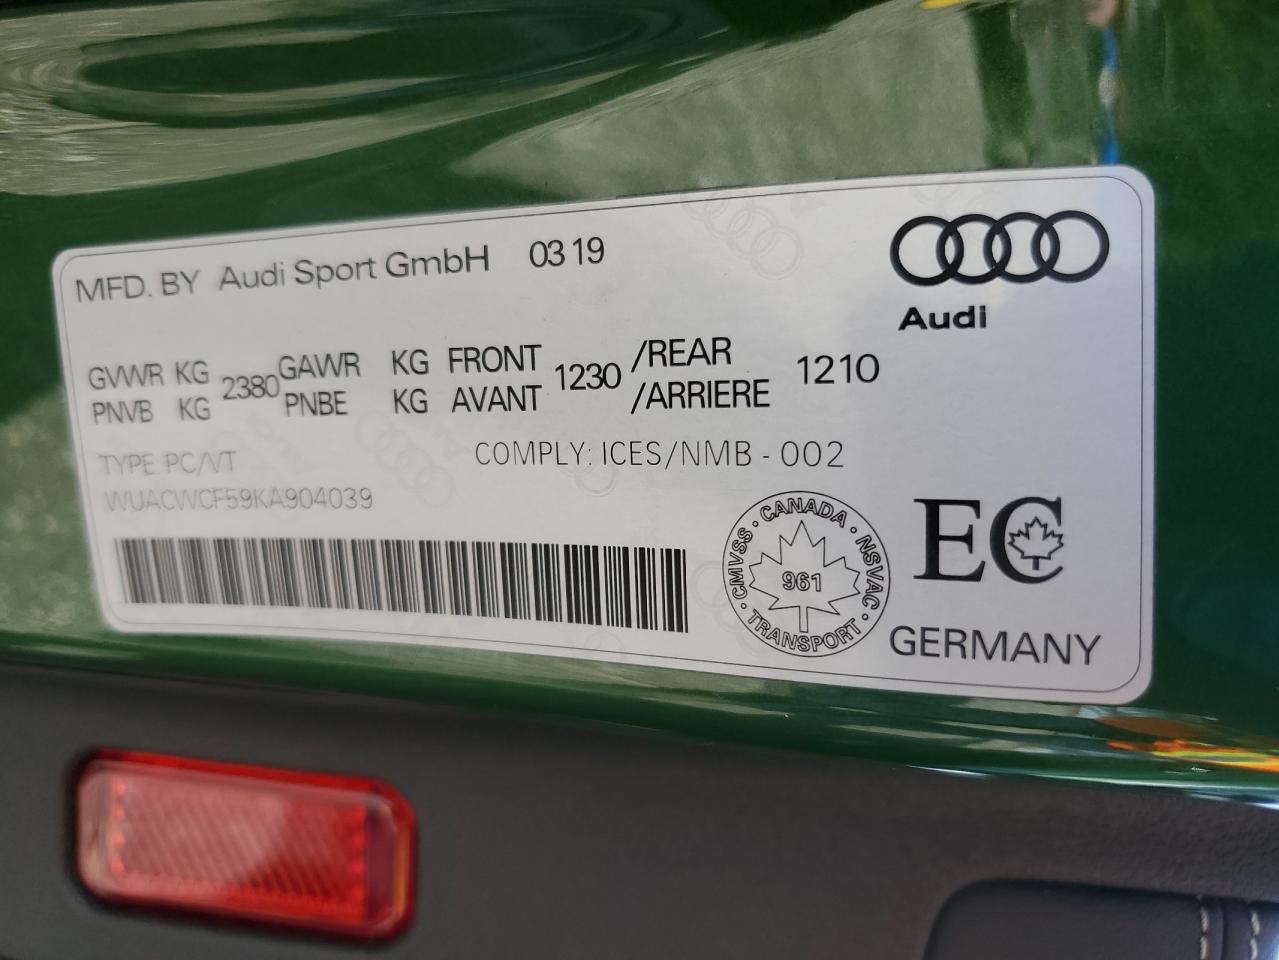 MFD. BY Audi Sport GmbH 03 19
Audi
GVWR KG 2380 GAWR KG FRONT 1230 /REAR 1210
PNVB KG PNBE KG AVANT /ARRIERE
TYPE: PC/VT COMPLY: ICES/NMB - 002
WUACWCF59KA904039
· CANADA · NSVAC · TRANSPORT · CMVSS
961
EC
GERMANY